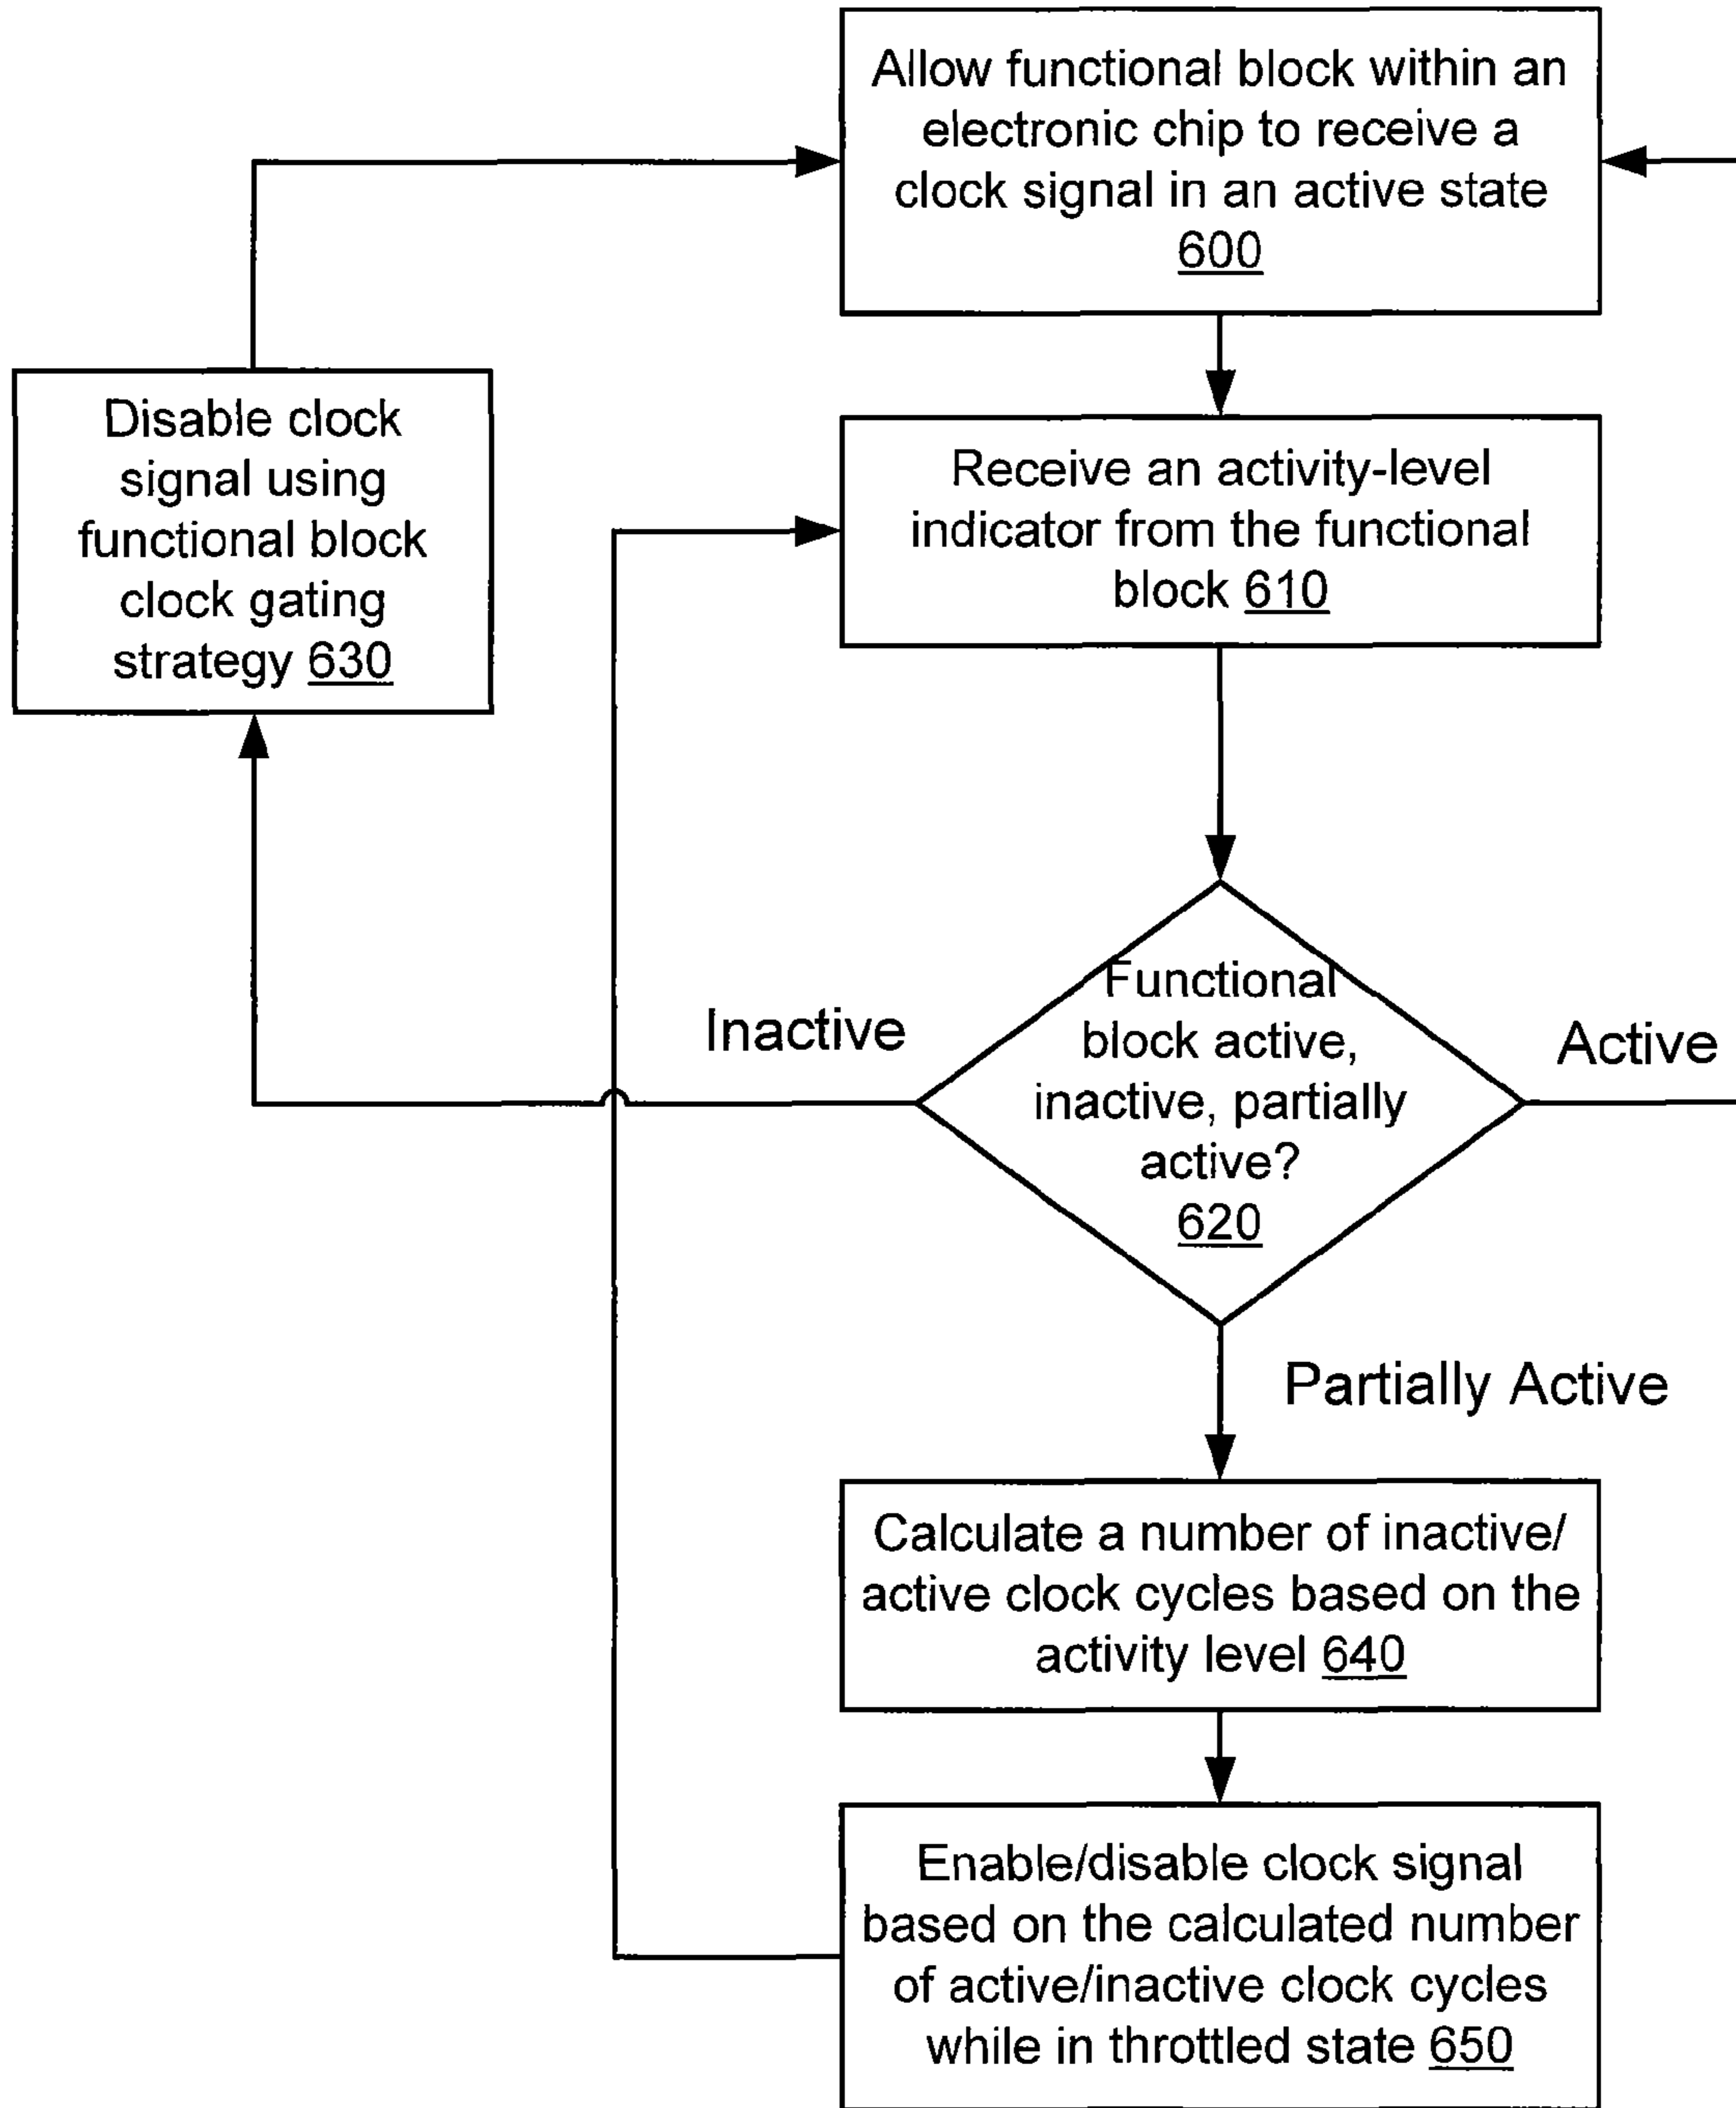 Allow functional block within an
electronic chip to receive a
clock signal in an active state
600
Disable clock
signal using
functional block
clock gating
strategy 630
Receive an activity-level
indicator from the functional
block 610
Functional
block active,
inactive, partially
active?
620
Inactive
Active
Partially Active
Calculate a number of inactive/
active clock cycles based on the
activity level 640
Enable/disable clock signal
based on the calculated number
of active/inactive clock cycles
while in throttled state 650